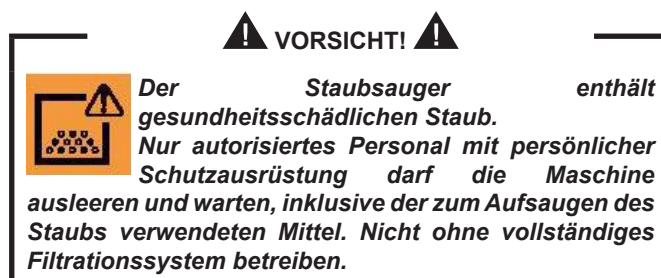 VORSICHT!
Der Staubsauger enthält
gesundheitsschädlichen Staub.
Nur autorisiertes Personal mit persönlicher
Schutzausrüstung darf die Maschine
ausleeren und warten, inklusive der zum Aufsaugen des
Staubs verwendeten Mittel. Nicht ohne vollständiges
Filtrationssystem betreiben.